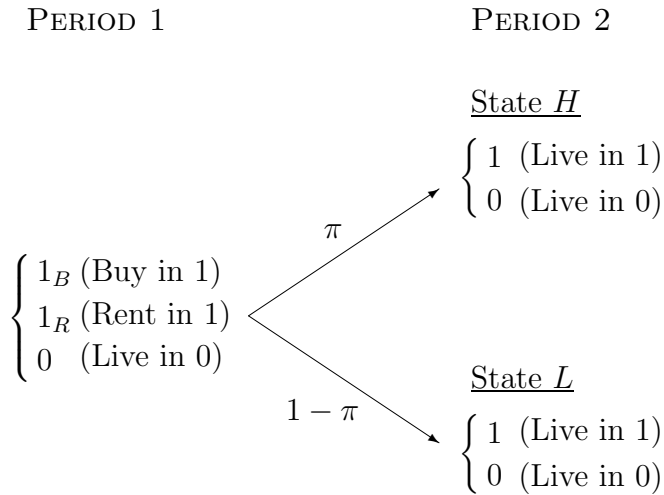 PERIOD 1
PERIOD 2
State H
1 (Live in 1)
0 (Live in 0)
π
1_B (Buy in 1)
1_R (Rent in 1)
0 (Live in 0)
1 − π
State L
1 (Live in 1)
0 (Live in 0)